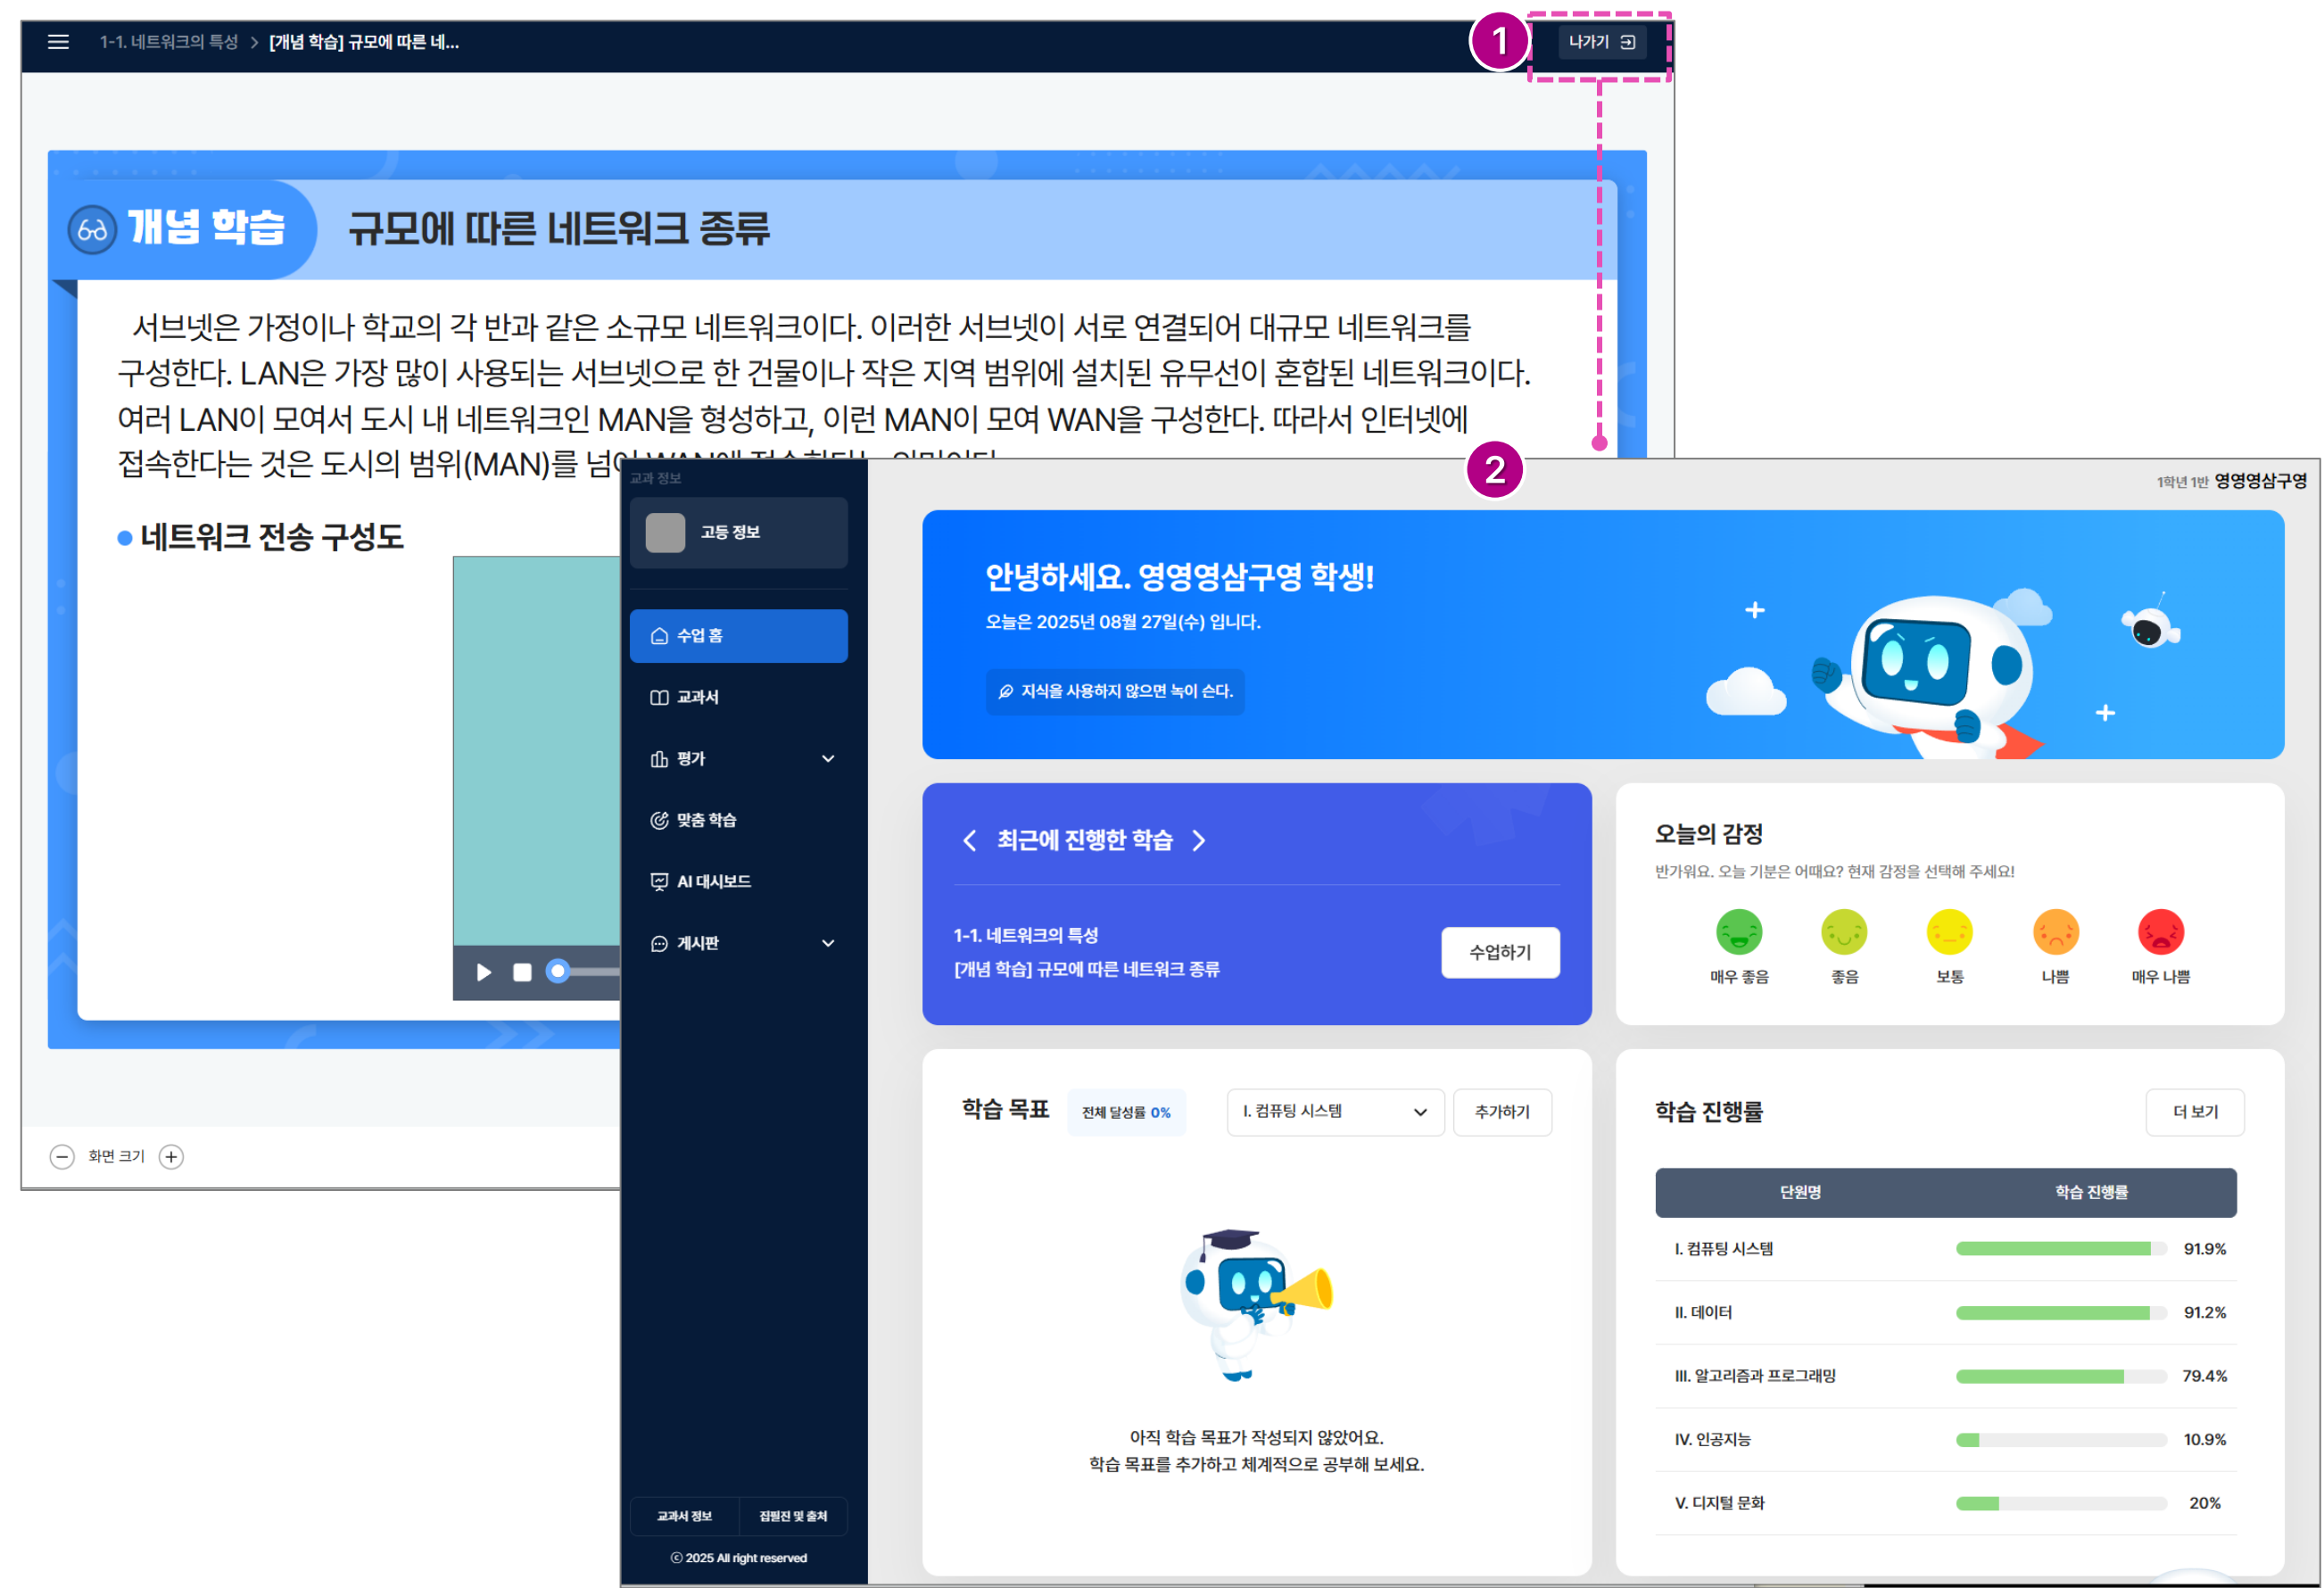 1-1. 네트워크의 특성 > [개념 학습] 규모에 따른 네...
1
나가기
개념 학습
규모에 따른 네트워크 종류
서브넷은 가정이나 학교의 각 반과 같은 소규모 네트워크이다. 이러한 서브넷이 서로 연결되어 대규모 네트워크를
구성한다. LAN은 가장 많이 사용되는 서브넷으로 한 건물이나 작은 지역 범위에 설치된 유무선이 혼합된 네트워크이다.
여러 LAN이 모여서 도시 내 네트워크인 MAN을 형성하고, 이런 MAN이 모여 WAN을 구성한다. 따라서 인터넷에
접속한다는 것은 도시의 범위(MAN)를 넘어
네트워크 전송 구성도
화면 크기
2
교과 정보
고등 정보
수업 홈
교과서
평가
맞춤 학습
AI 대시보드
게시판
교과서 정보
집필진 및 출처
ⓒ 2025 All right reserved
1학년 1반 영영영삼구영
안녕하세요. 영영영삼구영 학생!
오늘은 2025년 08월 27일(수) 입니다.
지식을 사용하지 않으면 녹이 슨다.
최근에 진행한 학습
1-1. 네트워크의 특성
[개념 학습] 규모에 따른 네트워크 종류
수업하기
오늘의 감정
반가워요. 오늘 기분은 어때요? 현재 감정을 선택해 주세요!
매우 좋음
좋음
보통
나쁨
매우 나쁨
학습 목표
전체 달성률 0%
I. 컴퓨팅 시스템
추가하기
아직 학습 목표가 작성되지 않았어요.
학습 목표를 추가하고 체계적으로 공부해 보세요.
학습 진행률
더 보기
단원명
학습 진행률
I. 컴퓨팅 시스템 91.9%
II. 데이터 91.2%
III. 알고리즘과 프로그래밍 79.4%
IV. 인공지능 10.9%
V. 디지털 문화 20%